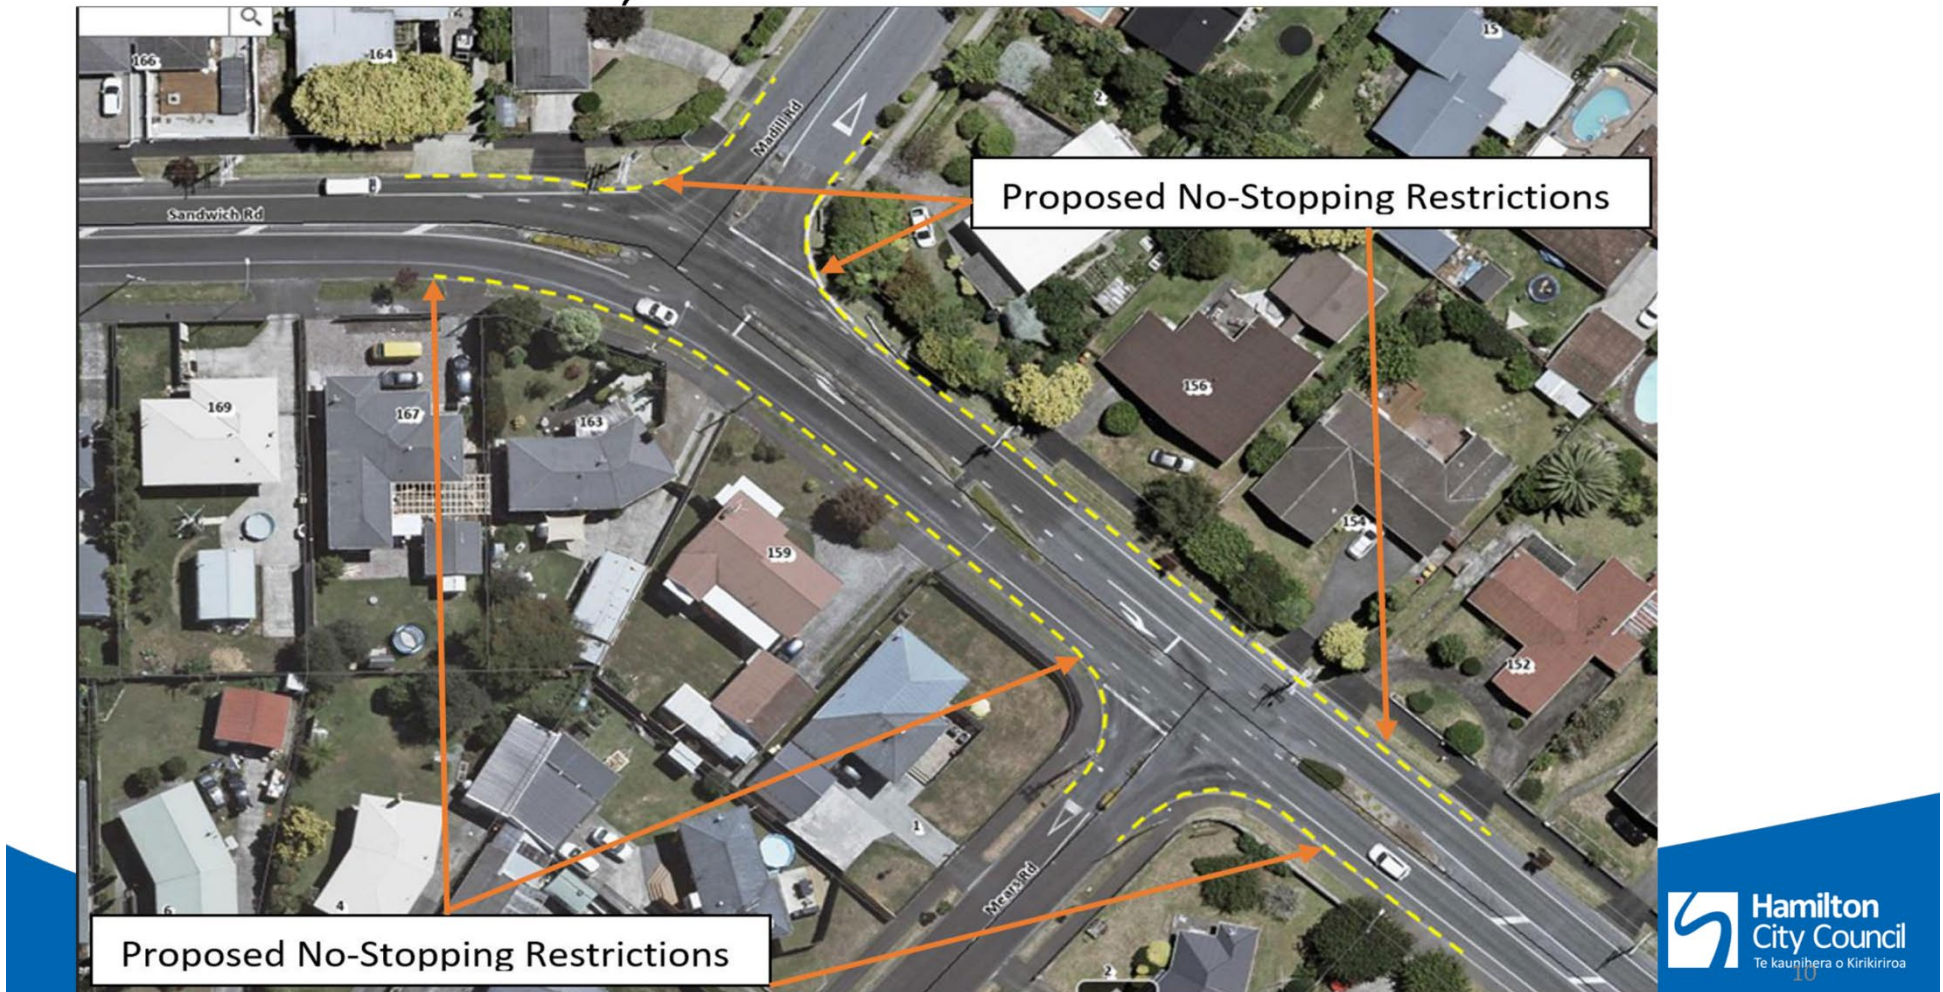 166
164
15
2
Madill Rd
Proposed No-Stopping Restrictions
Sandwich Rd
156
169
167
163
154
159
152
1
Mears Rd
6
4
2
Proposed No-Stopping Restrictions
Hamilton
City Council
Te kaunihera o Kirikiriroa
10